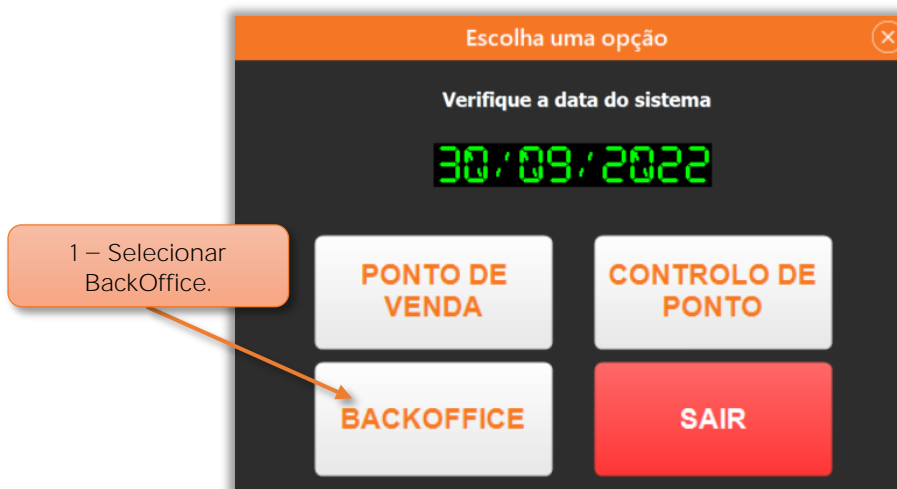 Escolha uma opção
Verifique a data do sistema
30/09/2022
1 – Selecionar
BackOffice.
PONTO DE
VENDA
CONTROLO DE
PONTO
BACKOFFICE
SAIR